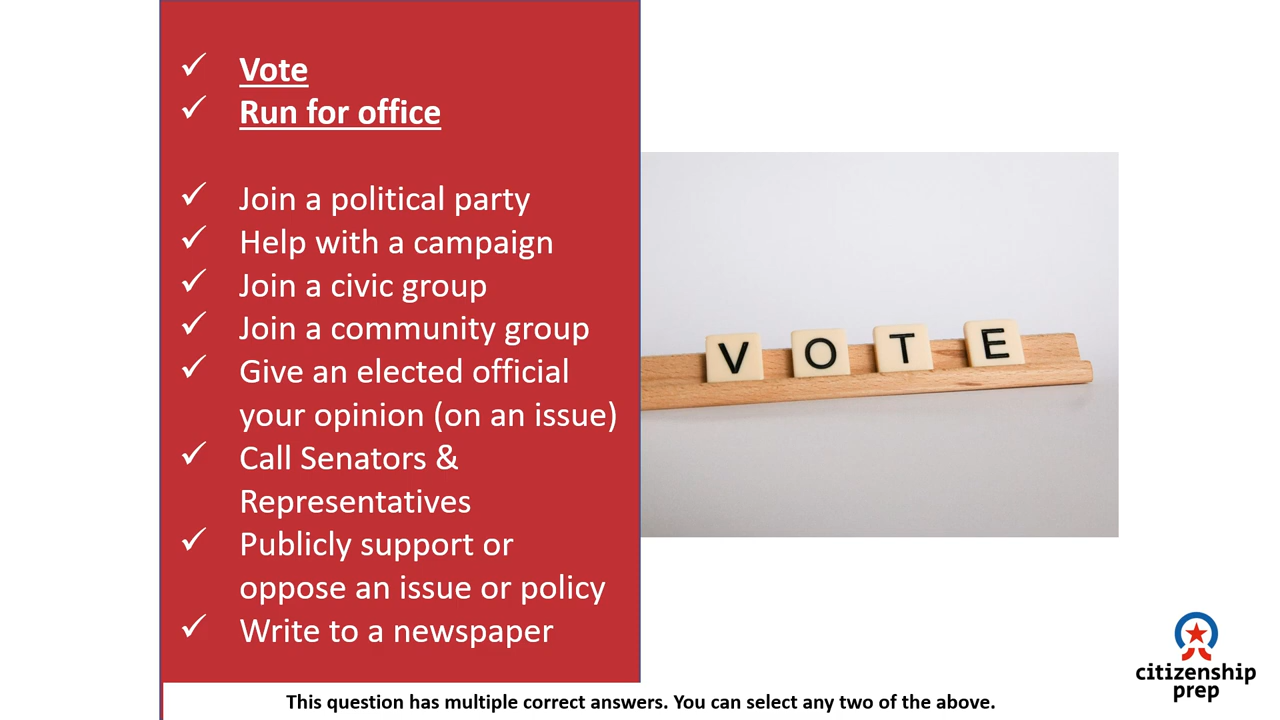 Vote
Run for office
Join a political party
Help with a campaign
Join a civic group
Join a community group
Give an elected official
your opinion (on an issue)
Call Senators &
Representatives
Publicly support or
oppose an issue or policy
Write to a newspaper
VOTE
citizenship
prep
This question has multiple correct answers. You can select any two of the above.